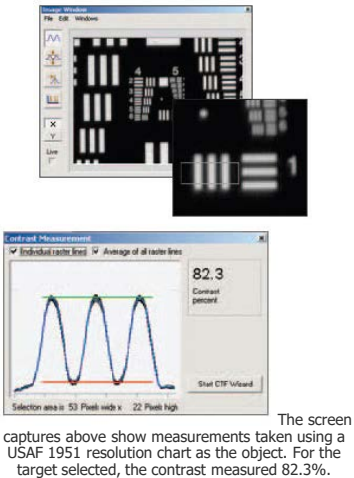 Image Window
File Edit Windows
4 5
X
Y
Live
1
Contrast Measurement
Individual raster lines Average of all raster lines
82.3
Contrast
percent
Start CTF Wizard
Selection area is 53 Pixels wide x 22 Pixels high
The screen
captures above show measurements taken using a
USAF 1951 resolution chart as the object. For the
target selected, the contrast measured 82.3%.